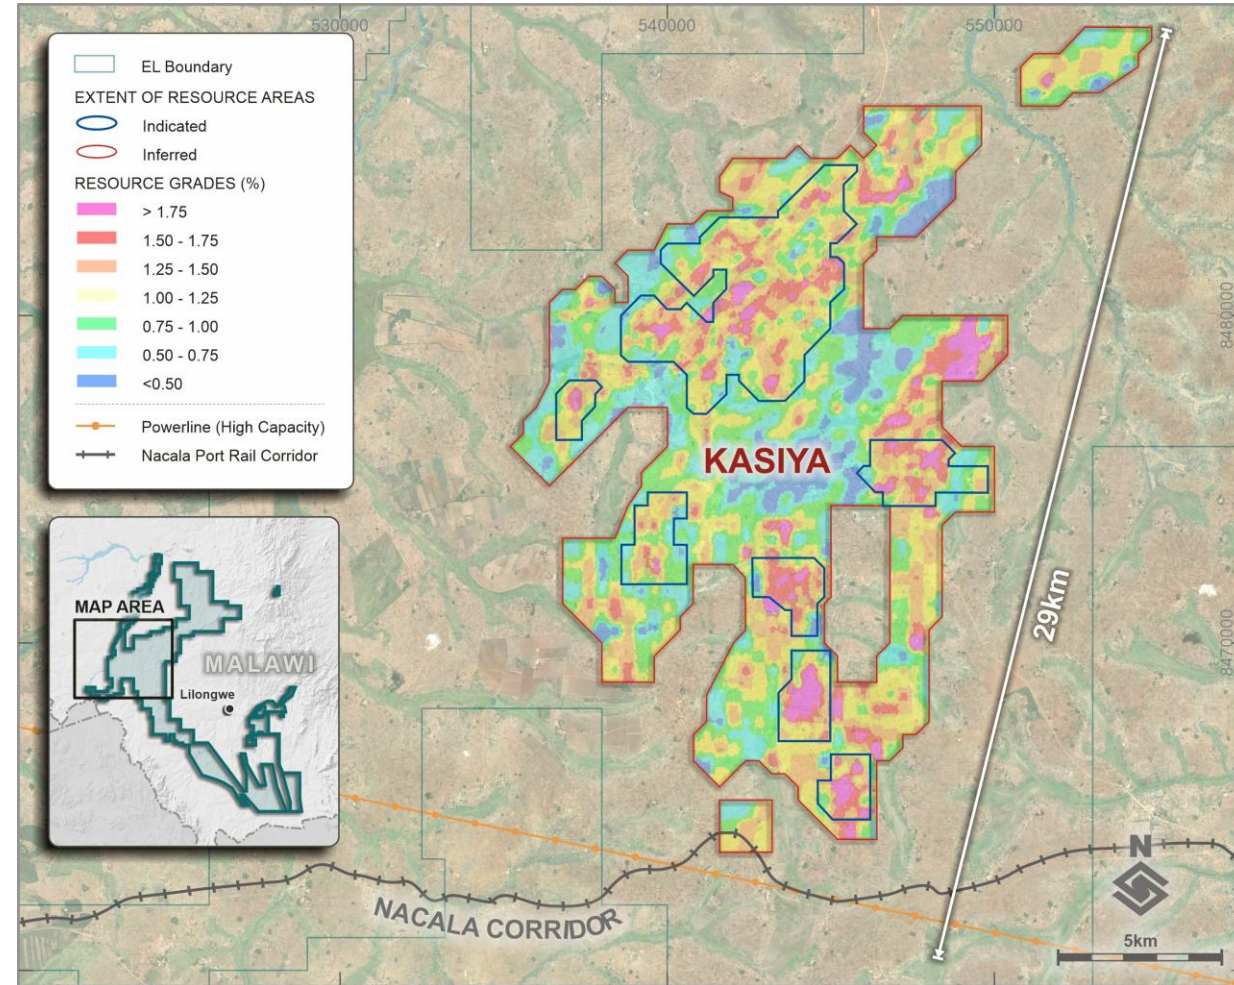 530000
540000
550000
EL Boundary
EXTENT OF RESOURCE AREAS
Indicated
Inferred
RESOURCE GRADES (%)
> 1.75
1.50 - 1.75
1.25 - 1.50
1.00 - 1.25
0.75 - 1.00
0.50 - 0.75
<0.50
Powerline (High Capacity)
Nacala Port Rail Corridor
8480000
KASIYA
MAP AREA
MALAWI
Lilongwe
29km
8470000
NACALA CORRIDOR
N
5km